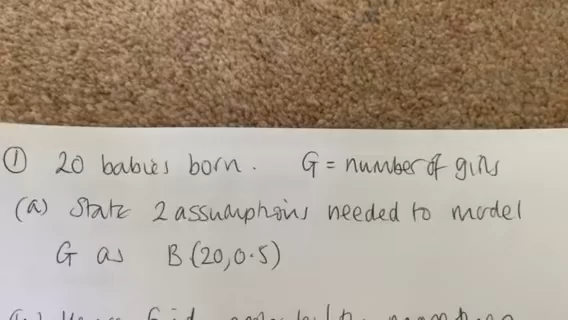 ① 20 babies born. G = number of girls
(a) State 2 assumptions needed to model
G as B(20,0.5)